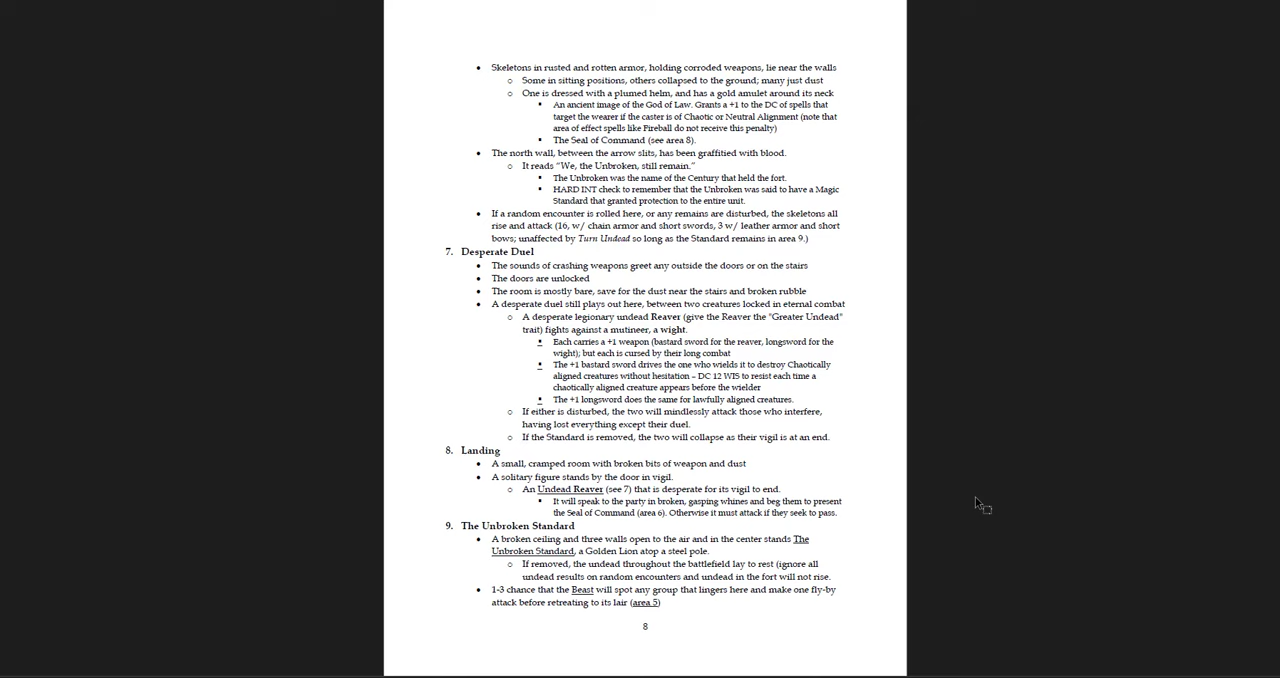 • Skeletons in rusted and rotten armor, holding corroded weapons, lie near the walls
o Some in sitting positions, others collapsed to the ground; many just dust
o One is dressed with a plumed helm, and has a gold amulet around its neck
▪ An ancient image of the God of Law. Grants a +1 to the DC of spells that
target the wearer if the caster is of Chaotic or Neutral Alignment (note that
area of effect spells like Fireball do not receive this penalty)
▪ The Seal of Command (see area 8).
• The north wall, between the arrow slits, has been graffitied with blood.
o It reads “We, the Unbroken, still remain.”
▪ The Unbroken was the name of the Century that held the fort.
▪ HARD INT check to remember that the Unbroken was said to have a Magic
Standard that granted protection to the entire unit.
• If a random encounter is rolled here, or any remains are disturbed, the skeletons all
rise and attack (16, w/ chain armor and short swords, 3 w/ leather armor and short
bows; unaffected by Turn Undead so long as the Standard remains in area 9.)
7. Desperate Duel
• The sounds of crashing weapons greet any outside the doors or on the stairs
• The doors are unlocked
• The room is mostly bare, save for the dust near the stairs and broken rubble
• A desperate duel still plays out here, between two creatures locked in eternal combat
o A desperate legionary undead Reaver (give the Reaver the "Greater Undead"
trait) fights against a mutineer, a wight.
▪ Each carries a +1 weapon (bastard sword for the reaver, longsword for the
wight); but each is cursed by their long combat
▪ The +1 bastard sword drives the one who wields it to destroy Chaotically
aligned creatures without hesitation – DC 12 WIS to resist each time a
chaotically aligned creature appears before the wielder
▪ The +1 longsword does the same for lawfully aligned creatures.
o If either is disturbed, the two will mindlessly attack those who interfere,
having lost everything except their duel.
o If the Standard is removed, the two will collapse as their vigil is at an end.
8. Landing
• A small, cramped room with broken bits of weapon and dust
• A solitary figure stands by the door in vigil.
o An Undead Reaver (see 7) that is desperate for its vigil to end.
▪ It will speak to the party in broken, gasping whines and beg them to present
the Seal of Command (area 6). Otherwise it must attack if they seek to pass.
9. The Unbroken Standard
• A broken ceiling and three walls open to the air and in the center stands The
Unbroken Standard, a Golden Lion atop a steel pole.
o If removed, the undead throughout the battlefield lay to rest (ignore all
undead results on random encounters and undead in the fort will not rise.
• 1-3 chance that the Beast will spot any group that lingers here and make one fly-by
attack before retreating to its lair (area 5)
8